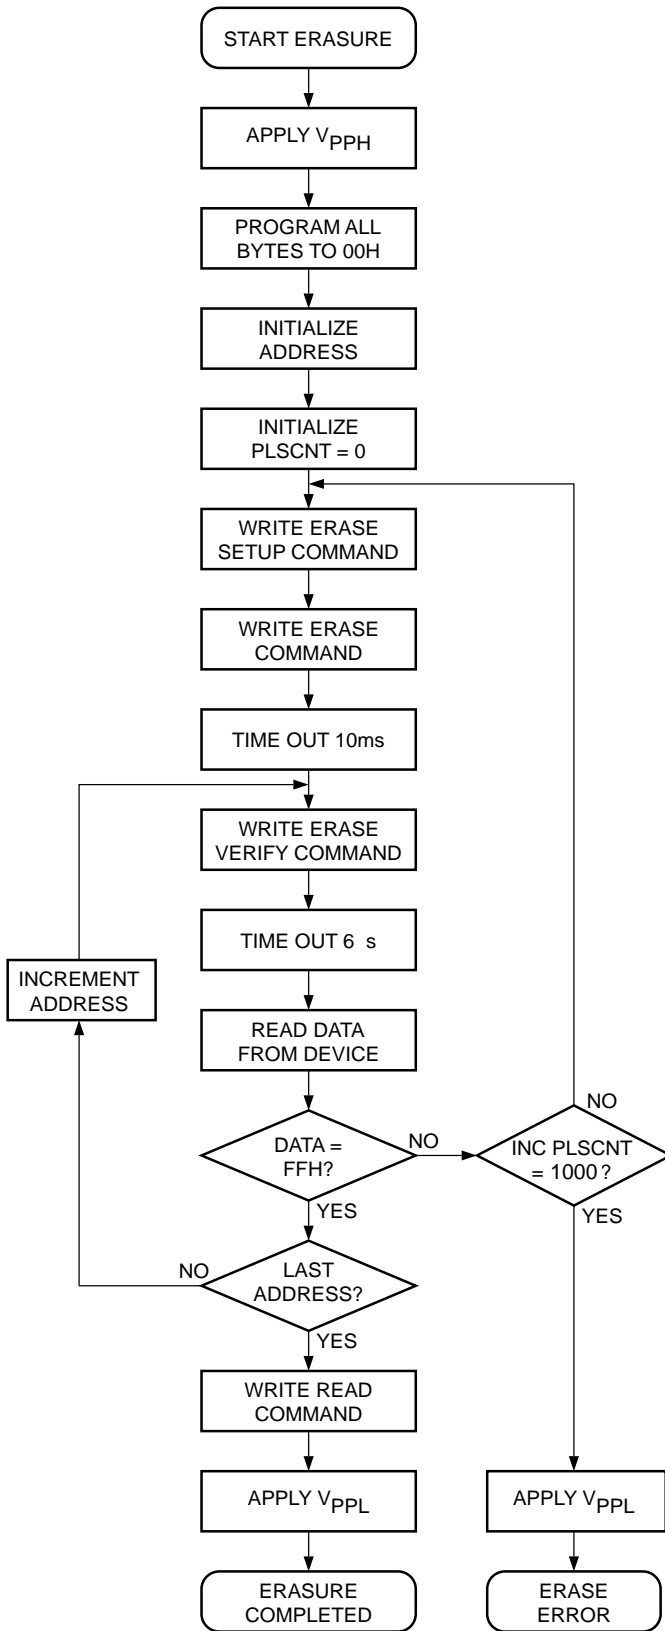 START ERASURE
APPLY VPPH
PROGRAM ALL
BYTES TO 00H
INITIALIZE
ADDRESS
INITIALIZE
PLSCNT = 0
WRITE ERASE
SETUP COMMAND
WRITE ERASE
COMMAND
TIME OUT 10ms
WRITE ERASE
VERIFY COMMAND
TIME OUT 6 s
INCREMENT
ADDRESS
READ DATA
FROM DEVICE
DATA =
FFH?
NO
INC PLSCNT
= 1000 ?
NO
YES
YES
LAST
ADDRESS?
NO
YES
WRITE READ
COMMAND
APPLY VPPL
APPLY VPPL
ERASURE
COMPLETED
ERASE
ERROR